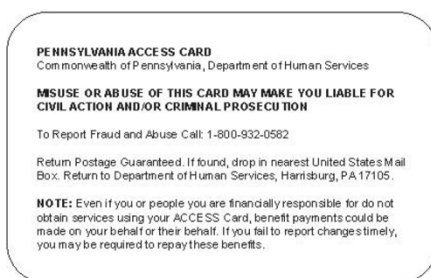 PENNSYLVANIA ACCESS CARD
Commonwealth of Pennsylvania, Department of Human Services
MISUSE OR ABUSE OF THIS CARD MAY MAKE YOU LIABLE FOR
CIVIL ACTION AND/OR CRIMINAL PROSECUTION
To Report Fraud and Abuse Call: 1-800-932-0582
Return Postage Guaranteed. If found, drop in nearest United States Mail
Box. Return to Department of Human Services, Harrisburg, PA 17105.
NOTE: Even if you or people you are financially responsible for do not
obtain services using your ACCESS Card, benefit payments could be
made on your behalf or their behalf. If you fail to report changes timely,
you may be required to repay these benefits.